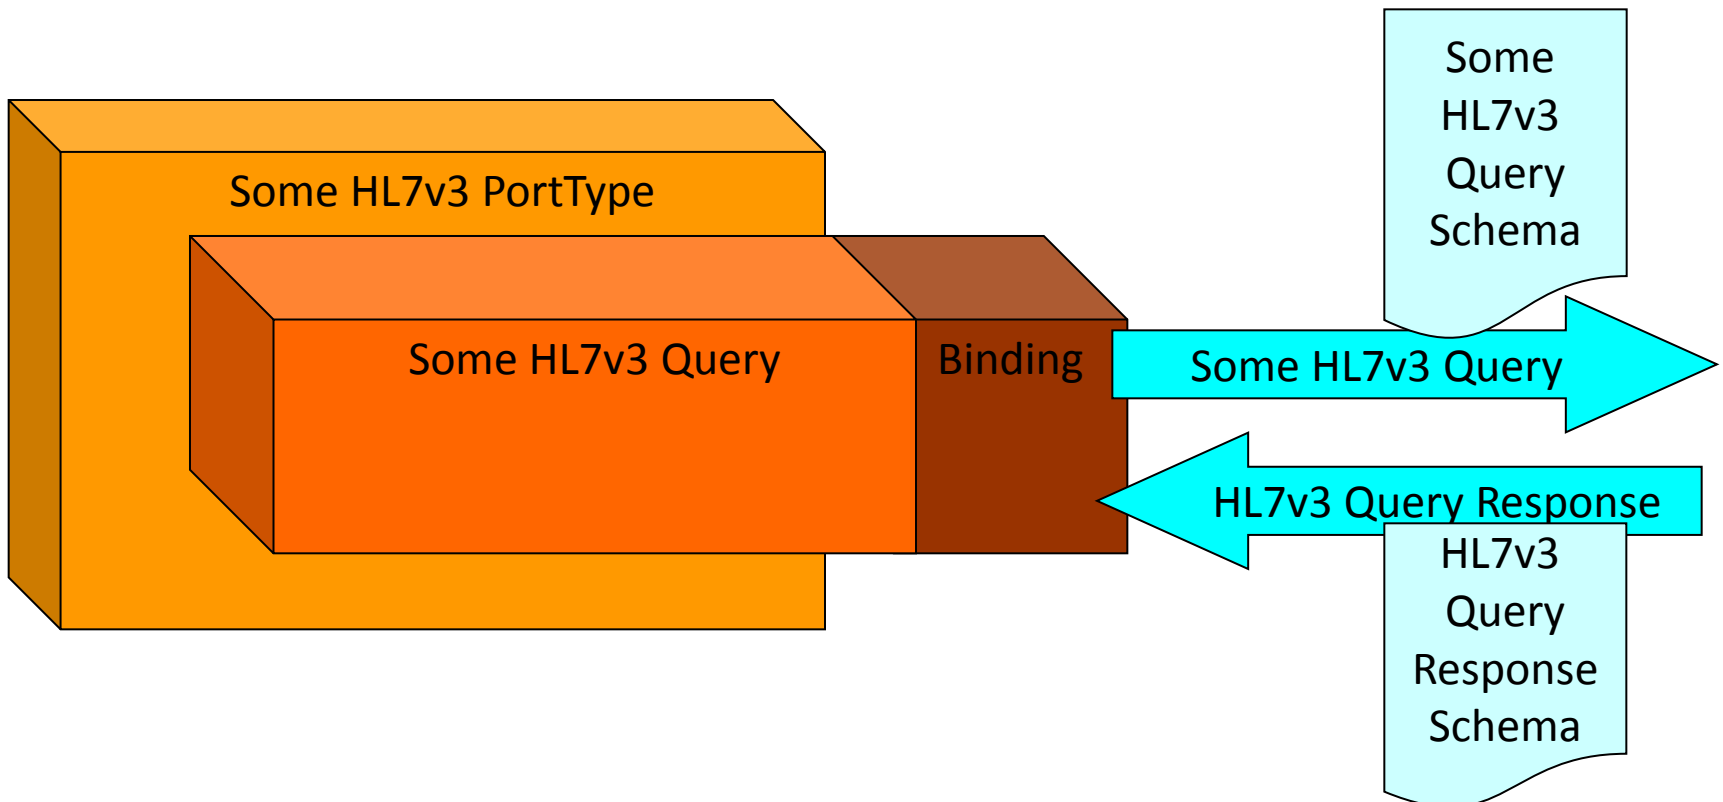 Some
HL7v3
Query
Schema
Some HL7v3 PortType
Some HL7v3 Query
Binding
Some HL7v3 Query
HL7v3 Query Response
HL7v3
Query
Response
Schema